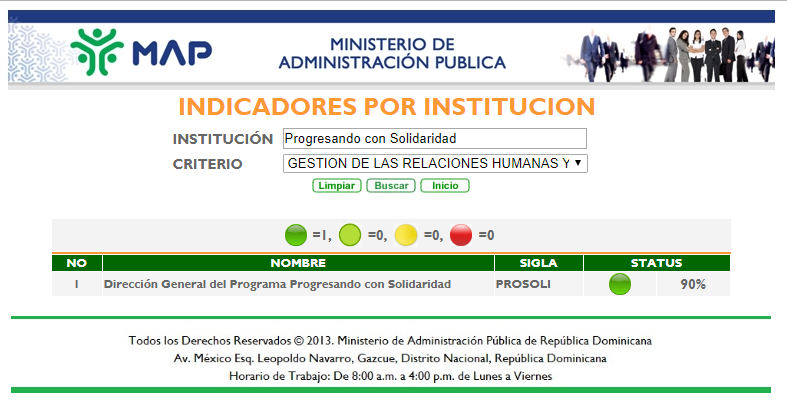 MAP
MINISTERIO DE
ADMINISTRACIÓN PUBLICA
INDICADORES POR INSTITUCION
INSTITUCIÓN Progresando con Solidaridad
CRITERIO GESTION DE LAS RELACIONES HUMANAS Y
Limpiar Buscar Inicio
=1, =0, =0, =0
NO NOMBRE SIGLA STATUS
1 Dirección General del Programa Progresando con Solidaridad PROSOLI 90%
Todos los Derechos Reservados © 2013. Ministerio de Administración Pública de República Dominicana
Av. México Esq. Leopoldo Navarro, Gazcue, Distrito Nacional, República Dominicana
Horario de Trabajo: De 8:00 a.m. a 4:00 p.m. de Lunes a Viernes